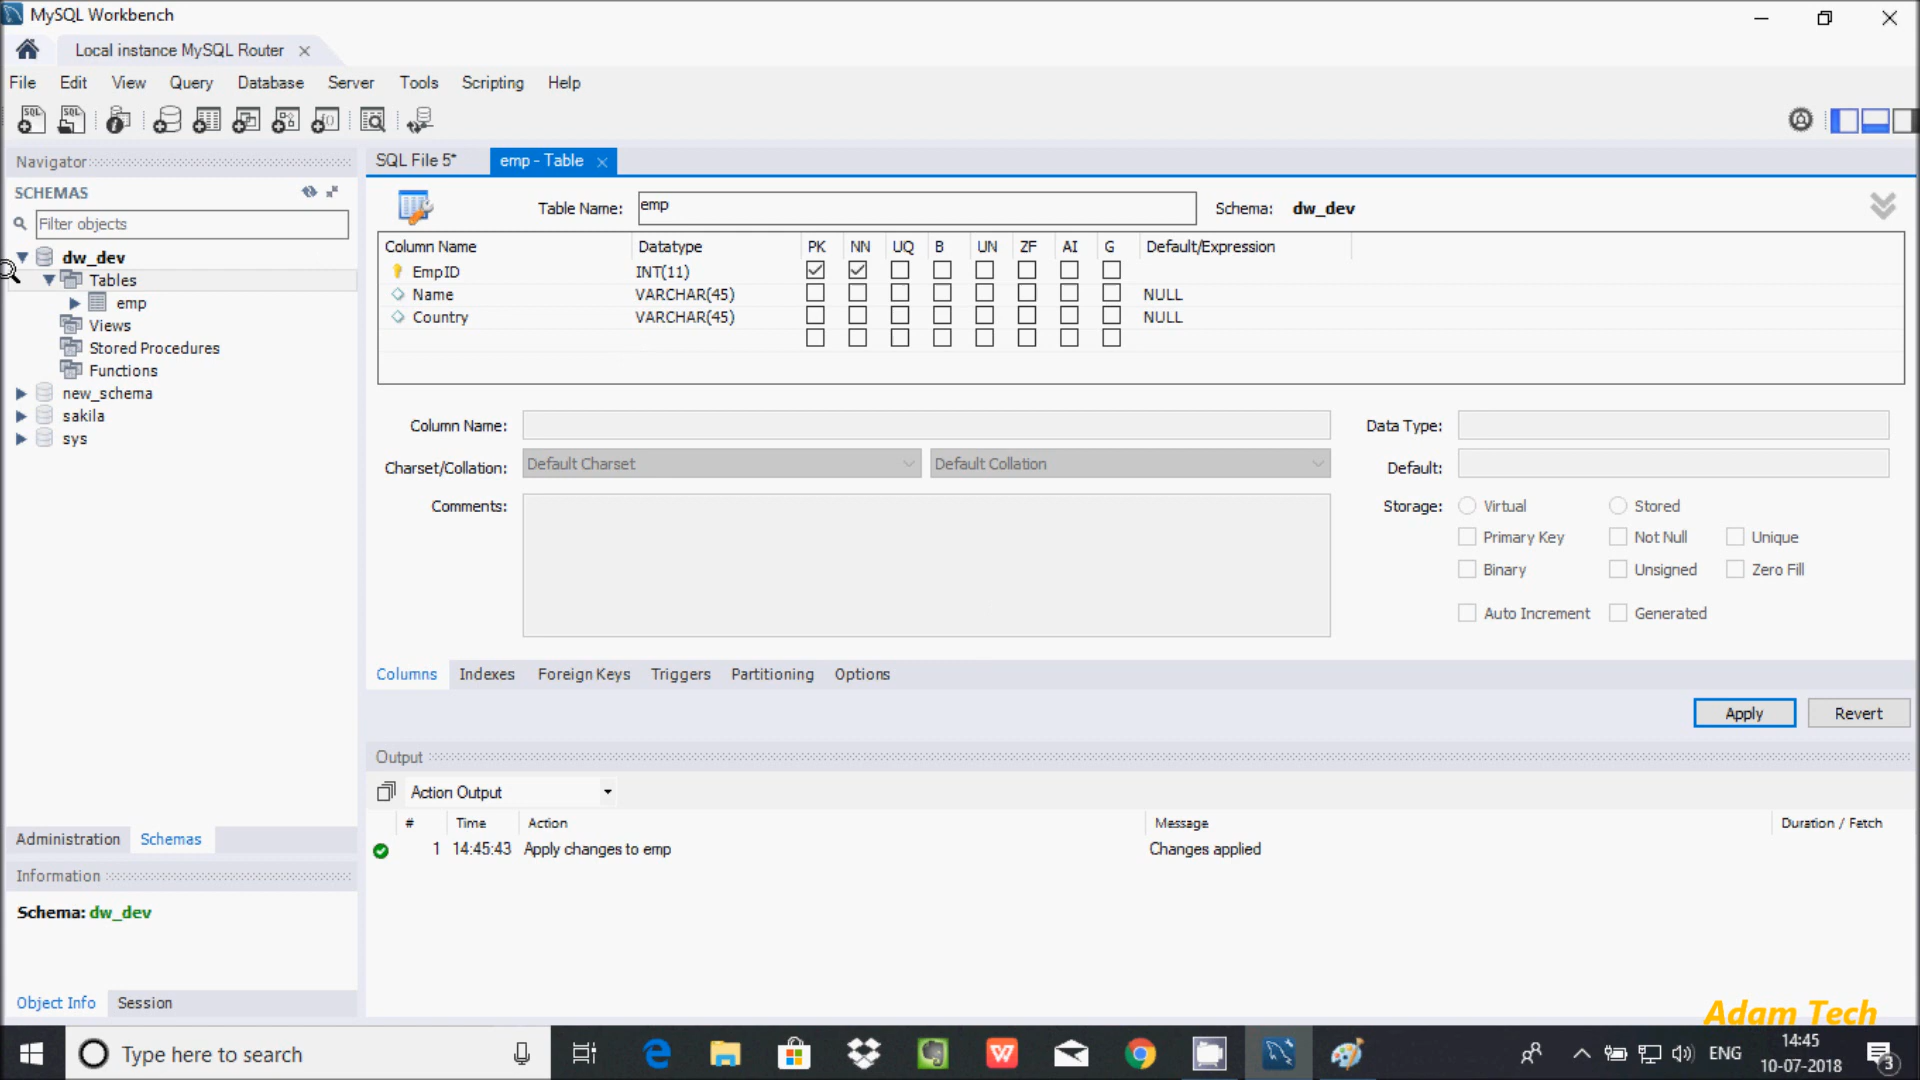 MySQL Workbench
Local instance MySQL Router
File Edit View Query Database Server Tools Scripting Help
Navigator
SCHEMAS
Filter objects
dw_dev
Tables
emp
Views
Stored Procedures
Functions
new_schema
sakila
sys
Administration Schemas
Information
Schema: dw_dev
Object Info Session
SQL File 5* emp - Table
Table Name: emp Schema: dw_dev
Column Name Datatype PK NN UQ B UN ZF AI G Default/Expression
EmpID INT(11)
Name VARCHAR(45) NULL
Country VARCHAR(45) NULL
Column Name: Data Type:
Charset/Collation: Default Charset Default Collation Default:
Comments: Storage: Virtual Stored
Primary Key Not Null Unique
Binary Unsigned Zero Fill
Auto Increment Generated
Columns Indexes Foreign Keys Triggers Partitioning Options
Apply Revert
Output
Action Output
# Time Action Message Duration / Fetch
1 14:45:43 Apply changes to emp Changes applied
Adam Tech
Type here to search
ENG
14:45
10-07-2018
3